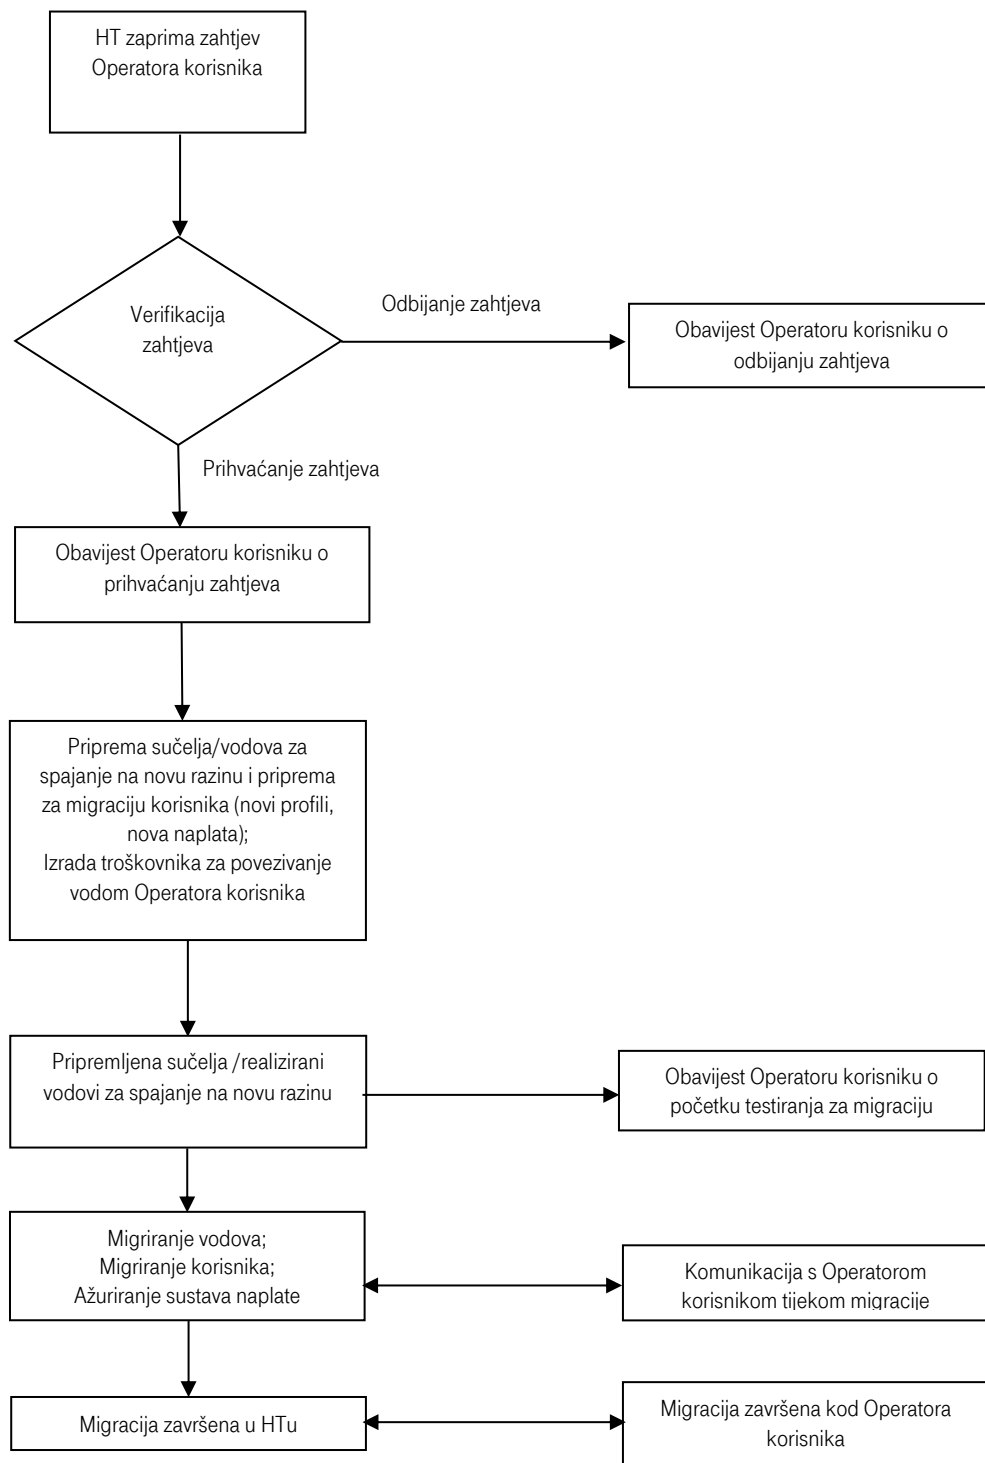 HT zaprima zahtjev
Operatora korisnika
Verifikacija
zahtjeva
Odbijanje zahtjeva
Obavijest Operatoru korisniku o
odbijanju zahtjeva
Prihvaćanje zahtjeva
Obavijest Operatoru korisniku o
prihvaćanju zahtjeva
Priprema sučelja/vodova za
spajanje na novu razinu i priprema
za migraciju korisnika (novi profili,
nova naplata);
Izrada troškovnika za povezivanje
vodom Operatora korisnika
Pripremljena sučelja /realizirani
vodovi za spajanje na novu razinu
Obavijest Operatoru korisniku o
početku testiranja za migraciju
Migriranje vodova;
Migriranje korisnika;
Ažuriranje sustava naplate
Komunikacija s Operatorom
korisnikom tijekom migracije
Migracija završena u HTu
Migracija završena kod Operatora
korisnika